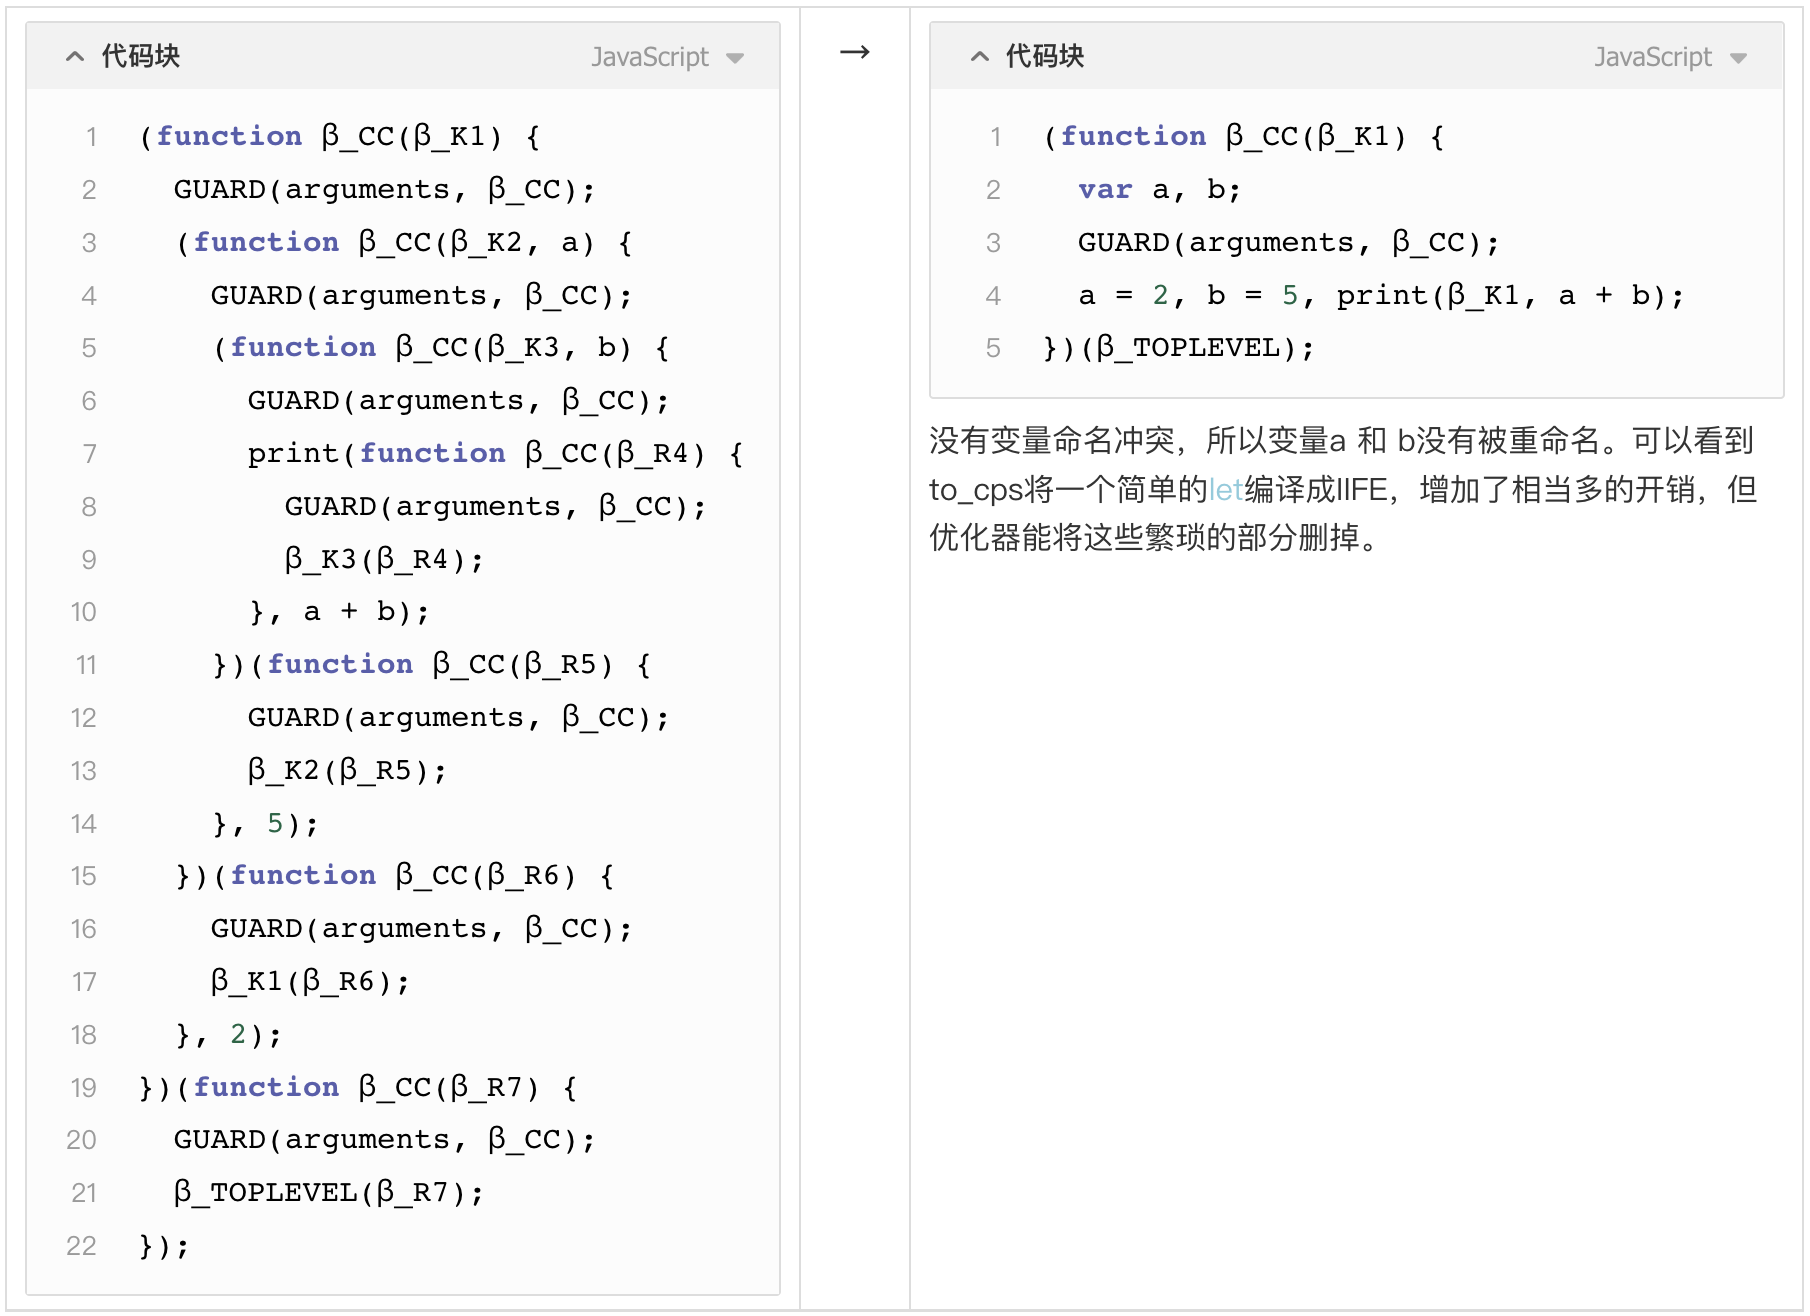 代码块 JavaScript
1 (function β_CC(β_K1) {
2   GUARD(arguments, β_CC);
3   (function β_CC(β_K2, a) {
4     GUARD(arguments, β_CC);
5     (function β_CC(β_K3, b) {
6       GUARD(arguments, β_CC);
7       print(function β_CC(β_R4) {
8         GUARD(arguments, β_CC);
9         β_K3(β_R4);
10       }, a + b);
11     })(function β_CC(β_R5) {
12       GUARD(arguments, β_CC);
13       β_K2(β_R5);
14     }, 5);
15   })(function β_CC(β_R6) {
16     GUARD(arguments, β_CC);
17     β_K1(β_R6);
18   }, 2);
19 })(function β_CC(β_R7) {
20   GUARD(arguments, β_CC);
21   β_TOPLEVEL(β_R7);
22 });
→
代码块 JavaScript
1 (function β_CC(β_K1) {
2   var a, b;
3   GUARD(arguments, β_CC);
4   a = 2, b = 5, print(β_K1, a + b);
5 })(β_TOPLEVEL);
没有变量命名冲突，所以变量a 和 b没有被重命名。可以看到
to_cps将一个简单的let编译成IIFE，增加了相当多的开销，但
优化器能将这些繁琐的部分删掉。